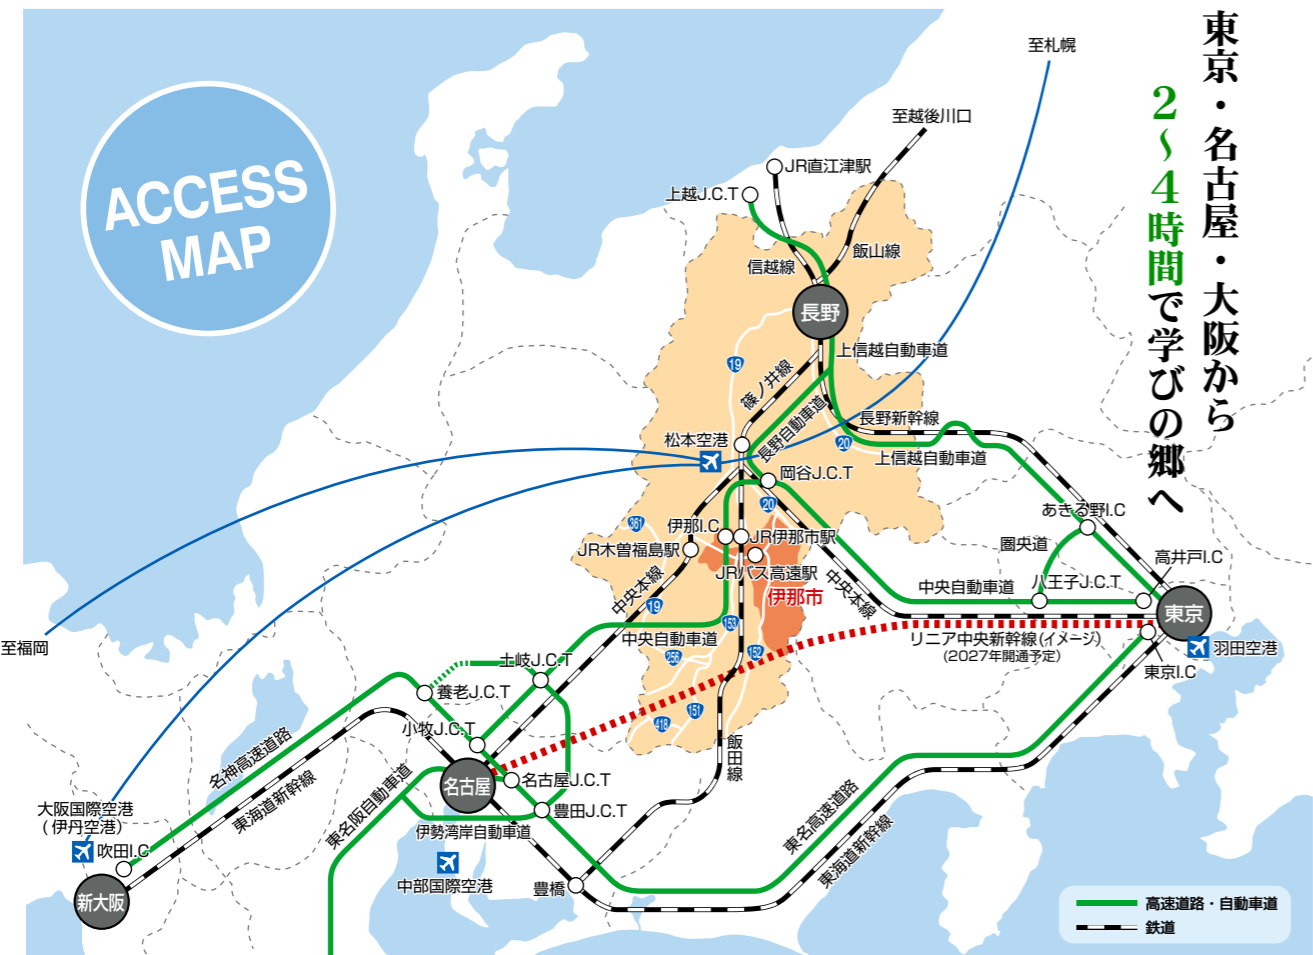 東京・名古屋・大阪から
2〜4時間で学びの郷へ
ACCESS
MAP
至札幌
至越後川口
JR直江津駅
上越J.C.T
飯山線
信越線
長野
上信越自動車道
19
篠ノ井線
長野自動車道
長野新幹線
20
上信越自動車道
松本空港
岡谷J.C.T
20
361
伊那I.C
JR伊那市駅
JR木曽福島駅
JRバス高遠駅
伊那市
中央本線
19
中央本線
あきる野I.C
圏央道
高井戸I.C
中央自動車道
八王子J.C.T
東京
リニア中央新幹線(イメージ)
(2027年開通予定)
羽田空港
東京I.C
153
中央自動車道
256
152
151
418
飯田線
至福岡
土岐J.C.T
養老J.C.T
小牧J.C.T
名神高速道路
東海道新幹線
名古屋
名古屋J.C.T
東名阪自動車道
豊田J.C.T
伊勢湾岸自動車道
大阪国際空港
(伊丹空港)
吹田I.C
新大阪
中部国際空港
豊橋
東名高速道路
東海道新幹線
高速道路・自動車道
鉄道